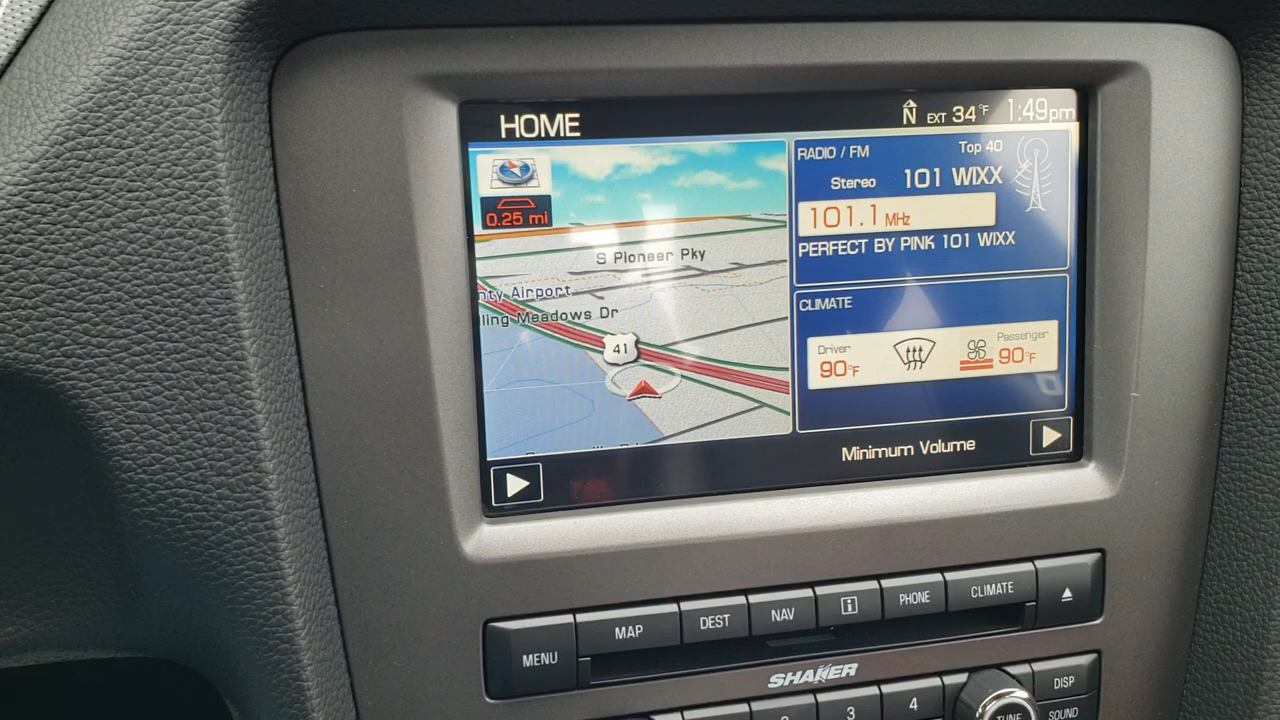 HOME
N EXT 34°F 1:49pm
0.25 mi
S Pioneer Pky
nty Airport
lling Meadows Dr
41
RADIO / FM Top 40
Stereo 101 WIXX
101.1 MHz
PERFECT BY PINK 101 WIXX
CLIMATE
Driver Passenger
90°F 90°F
Minimum Volume
MENU MAP DEST NAV i PHONE CLIMATE
SHAKER
DISP
3 4 TUNE SOUND